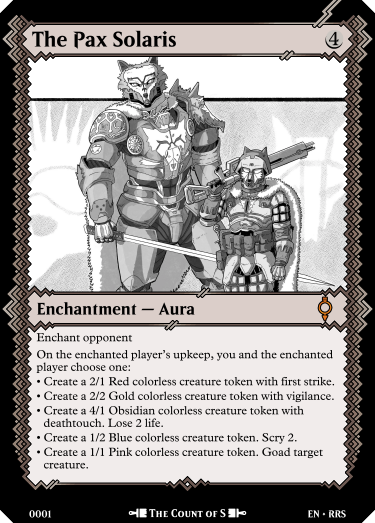 The Pax Solaris 4
Enchantment — Aura
Enchant opponent
On the enchanted player's upkeep, you and the enchanted
player choose one:
• Create a 2/1 Red colorless creature token with first strike.
• Create a 2/2 Gold colorless creature token with vigilance.
• Create a 4/1 Obsidian colorless creature token with
deathtouch. Lose 2 life.
• Create a 1/2 Blue colorless creature token. Scry 2.
• Create a 1/1 Pink colorless creature token. Goad target
creature.
0001 The Count of S EN • RRS